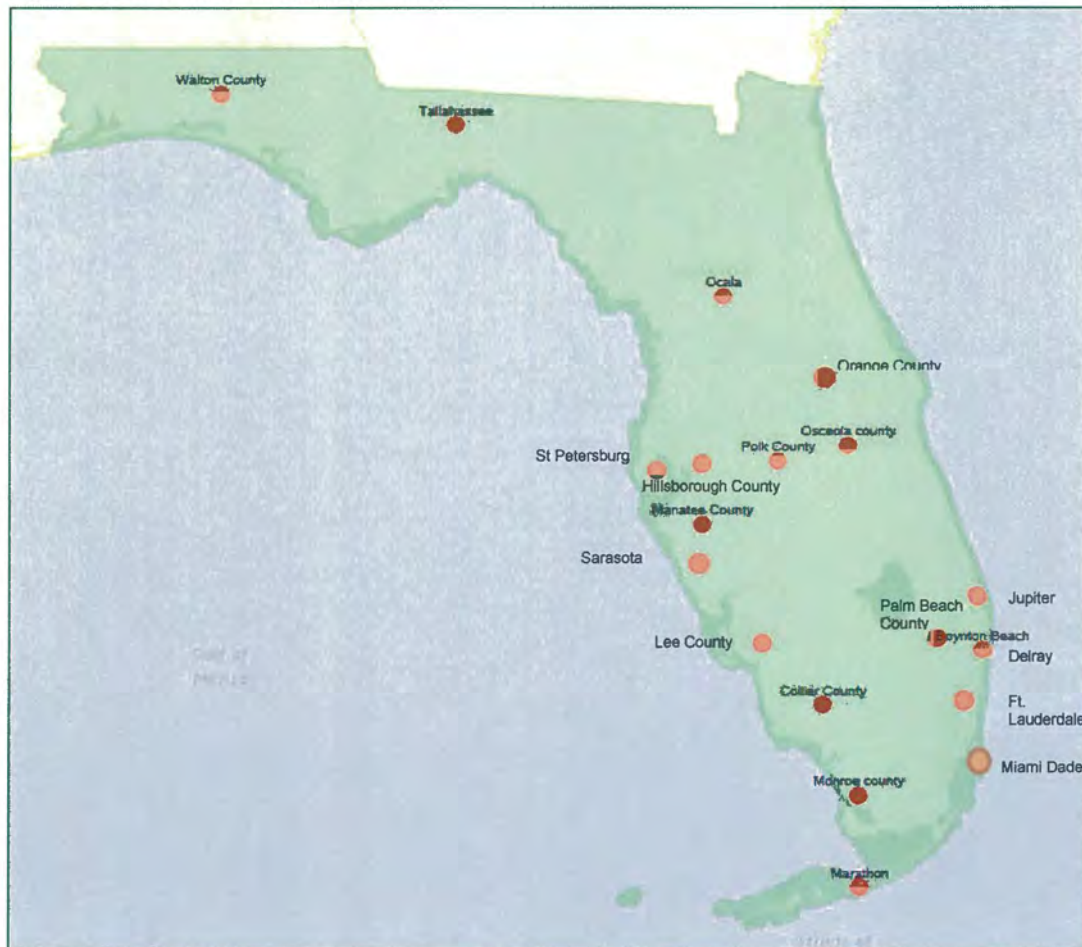 Walton County
Tallahassee
Ocala
Orange County
Osceola county
Polk County
St Petersburg
Hillsborough County
Manatee County
Sarasota
Jupiter
Palm Beach
County
Boynton Beach
Lee County
Delray
Collier County
Ft.
Lauderdale
Miami Dade
Monroe county
Marathon